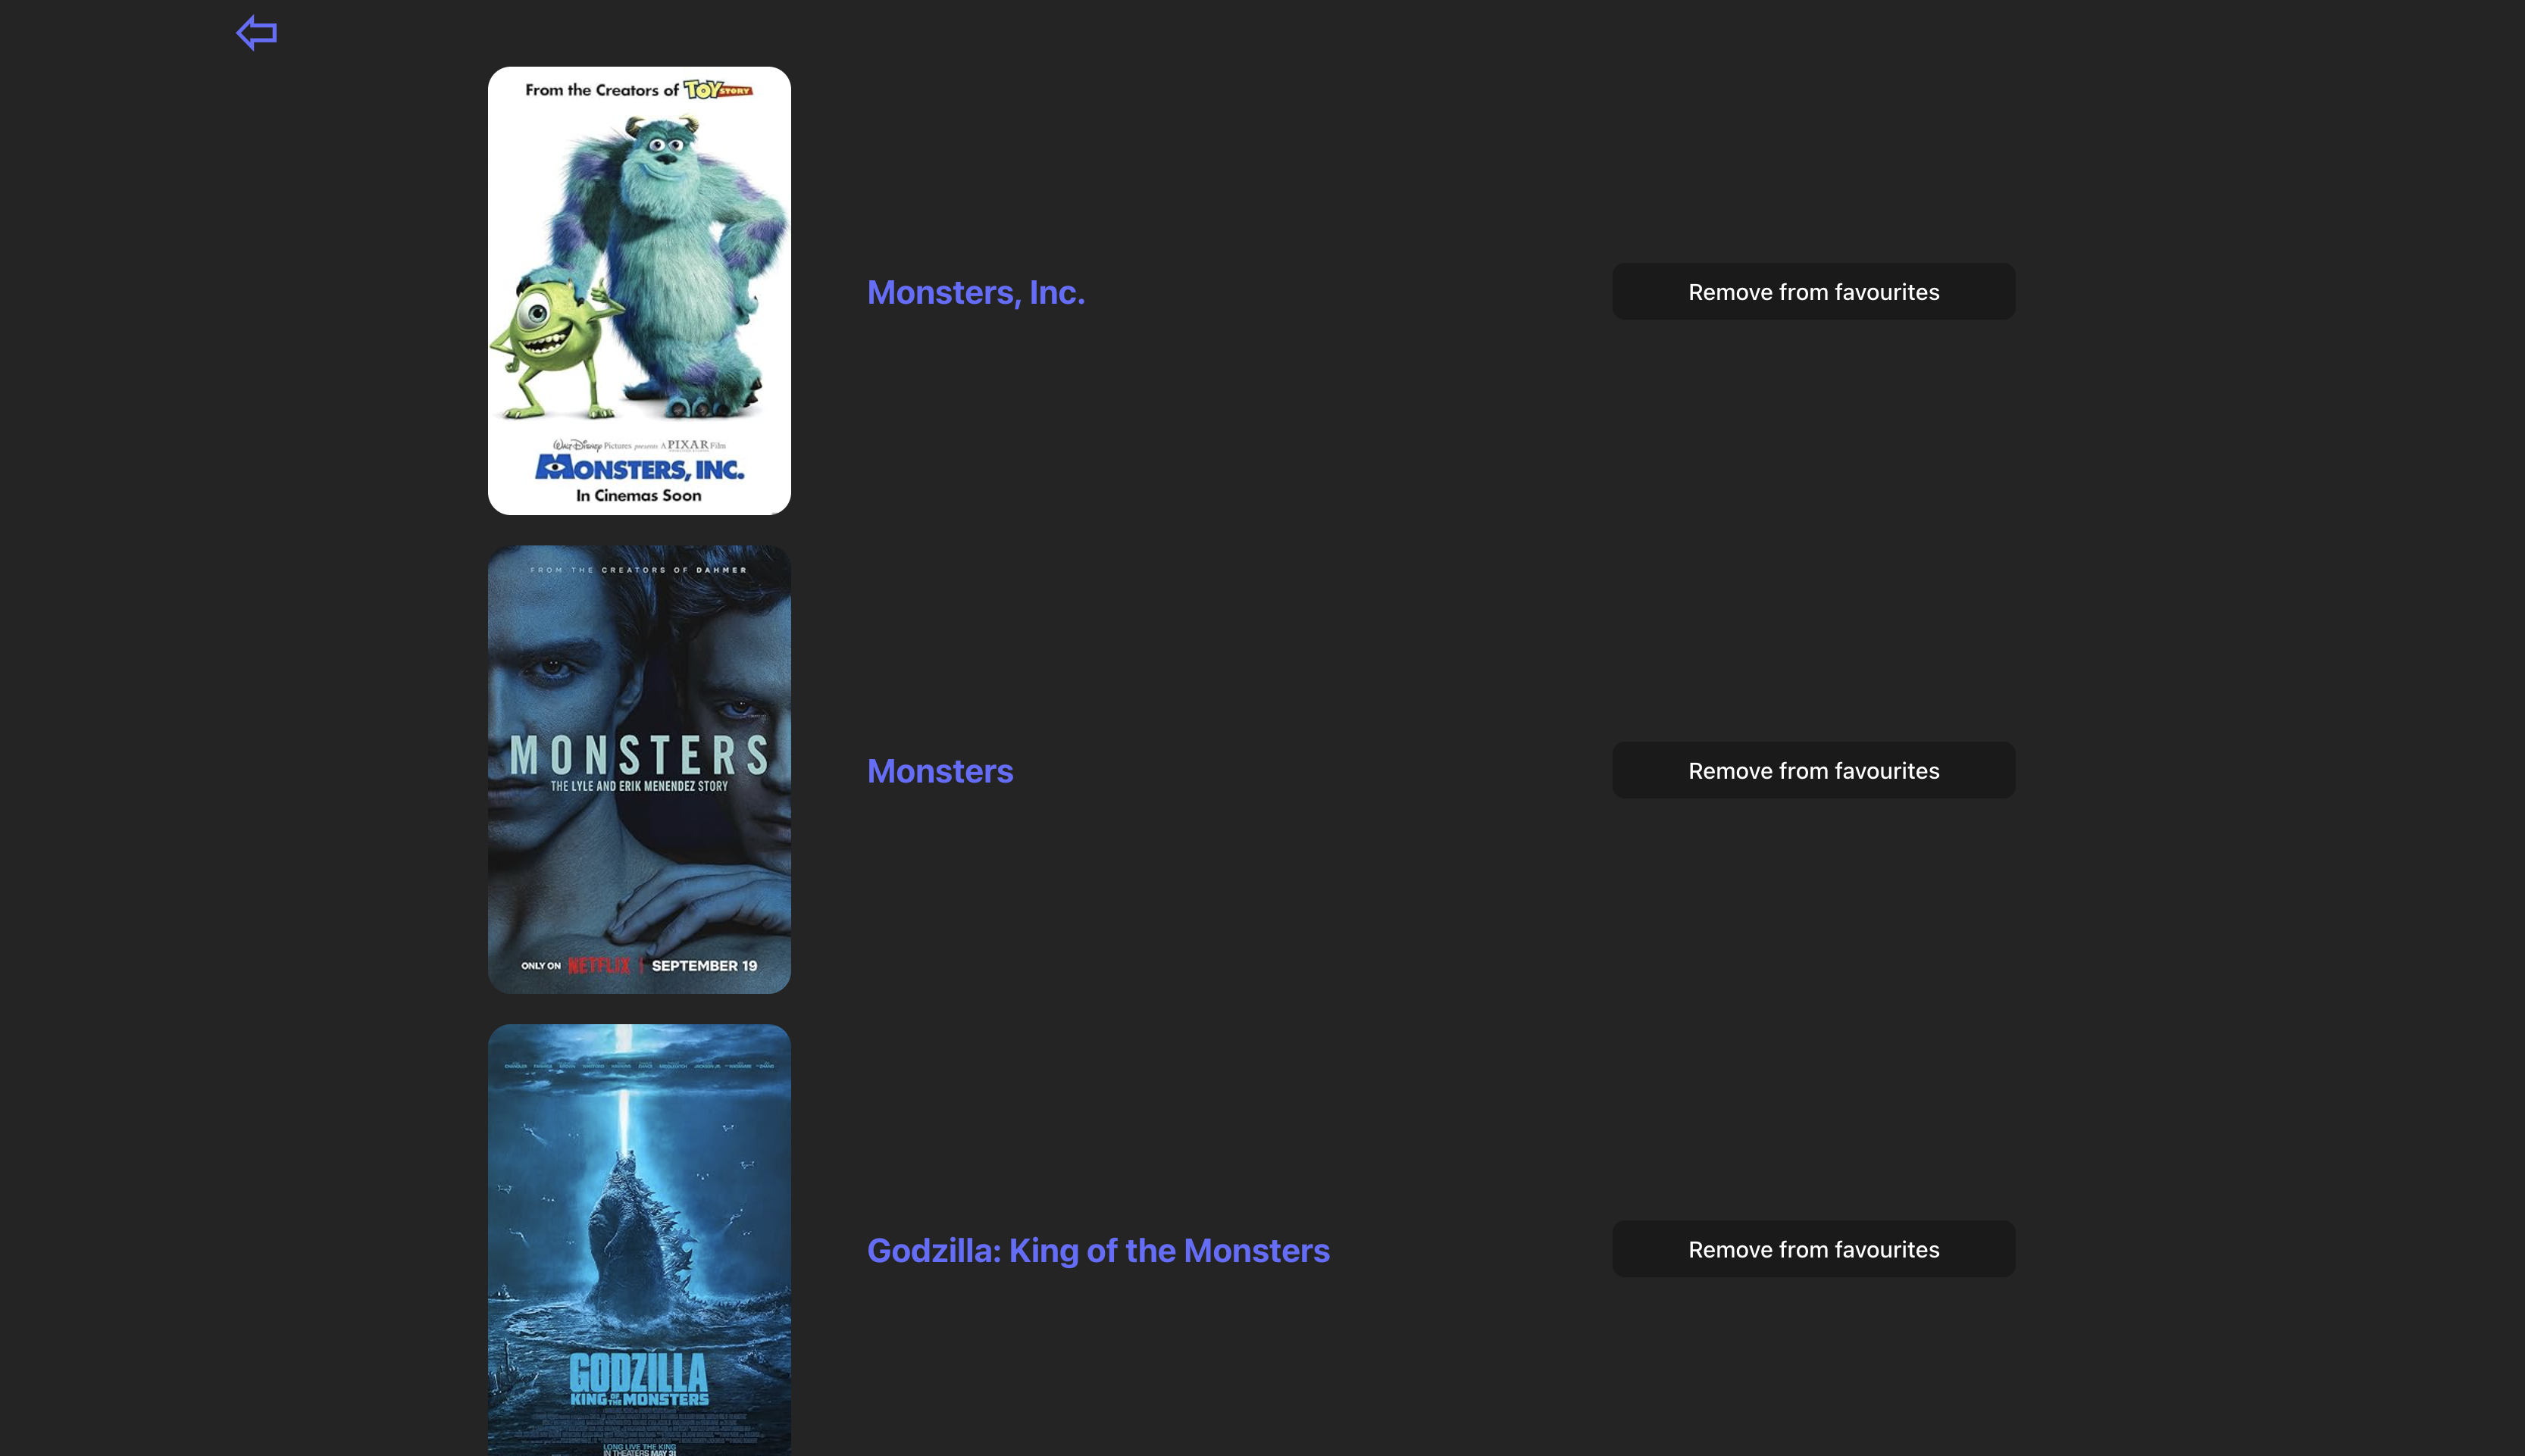 From the Creators of TOY STORY
Walt Disney Pictures presents A PIXAR Film
MONSTERS, INC.
In Cinemas Soon
Monsters, Inc.
Remove from favourites
FROM THE CREATORS OF DAHMER
MONSTERS
THE LYLE AND ERIK MENENDEZ STORY
ONLY ON NETFLIX | SEPTEMBER 19
Monsters
Remove from favourites
GODZILLA
KING OF THE MONSTERS
LONG LIVE THE KING
IN THEATERS MAY 31
Godzilla: King of the Monsters
Remove from favourites